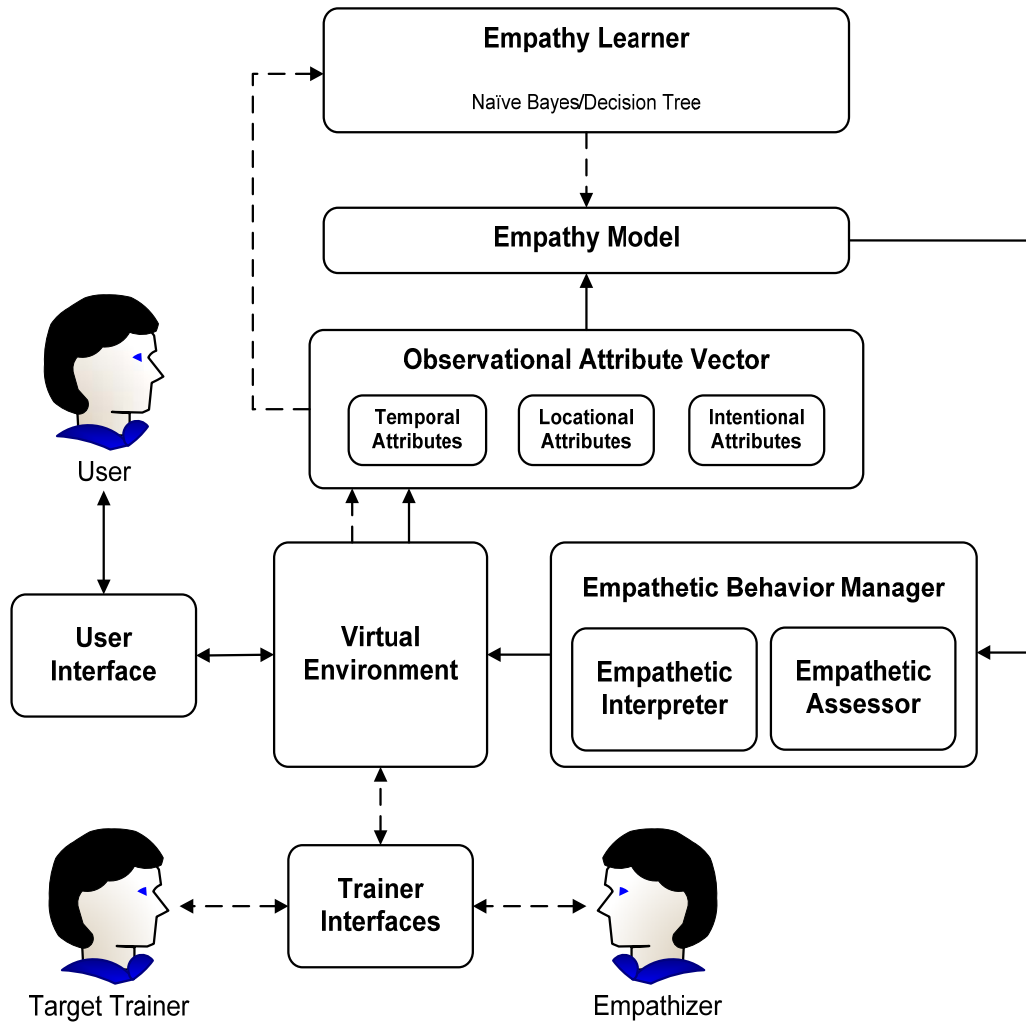 Empathy Learner
Naïve Bayes/Decision Tree
Empathy Model
Observational Attribute Vector
Temporal
Attributes
Locational
Attributes
Intentional
Attributes
User
User
Interface
Virtual
Environment
Empathetic Behavior Manager
Empathetic
Interpreter
Empathetic
Assessor
Trainer
Interfaces
Target Trainer
Empathizer